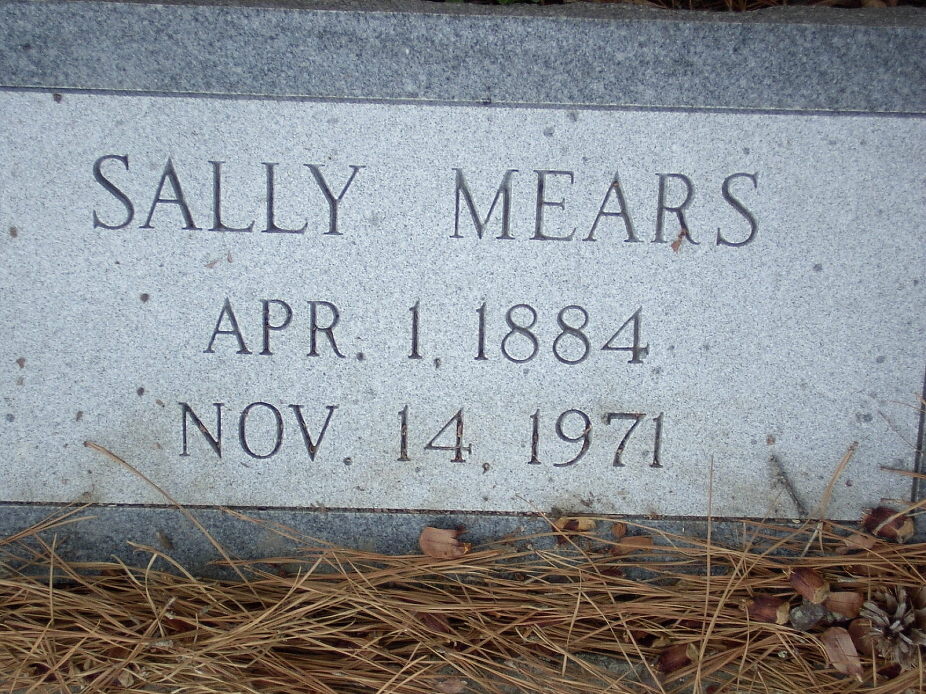 SALLY MEARS
APR. 1, 1884
NOV. 14, 1971